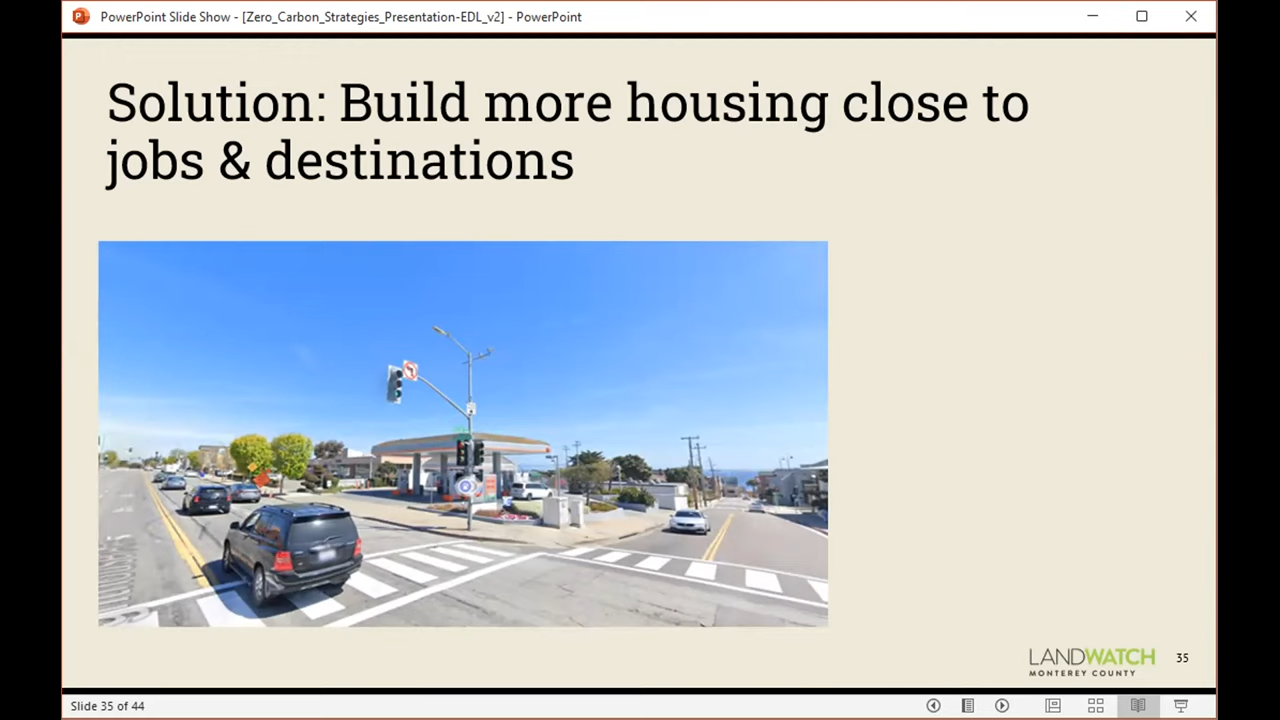 PowerPoint Slide Show - [Zero_Carbon_Strategies_Presentation-EDL_v2] - PowerPoint
Solution: Build more housing close to
jobs & destinations
LANDWATCH
MONTEREY COUNTY
35
Slide 35 of 44